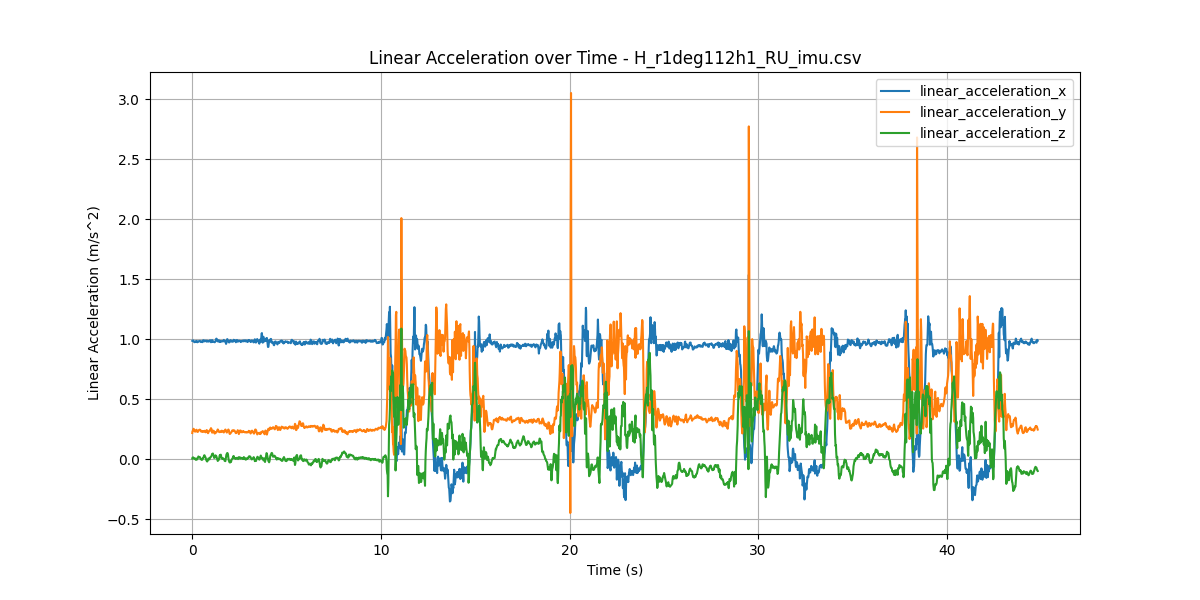 Linear Acceleration over Time - H_r1deg112h1_RU_imu.csv
linear_acceleration_x
linear_acceleration_y
linear_acceleration_z
Linear Acceleration (m/s^2)
3.0
2.5
2.0
1.5
1.0
0.5
0.0
−0.5
0 10 20 30 40
Time (s)